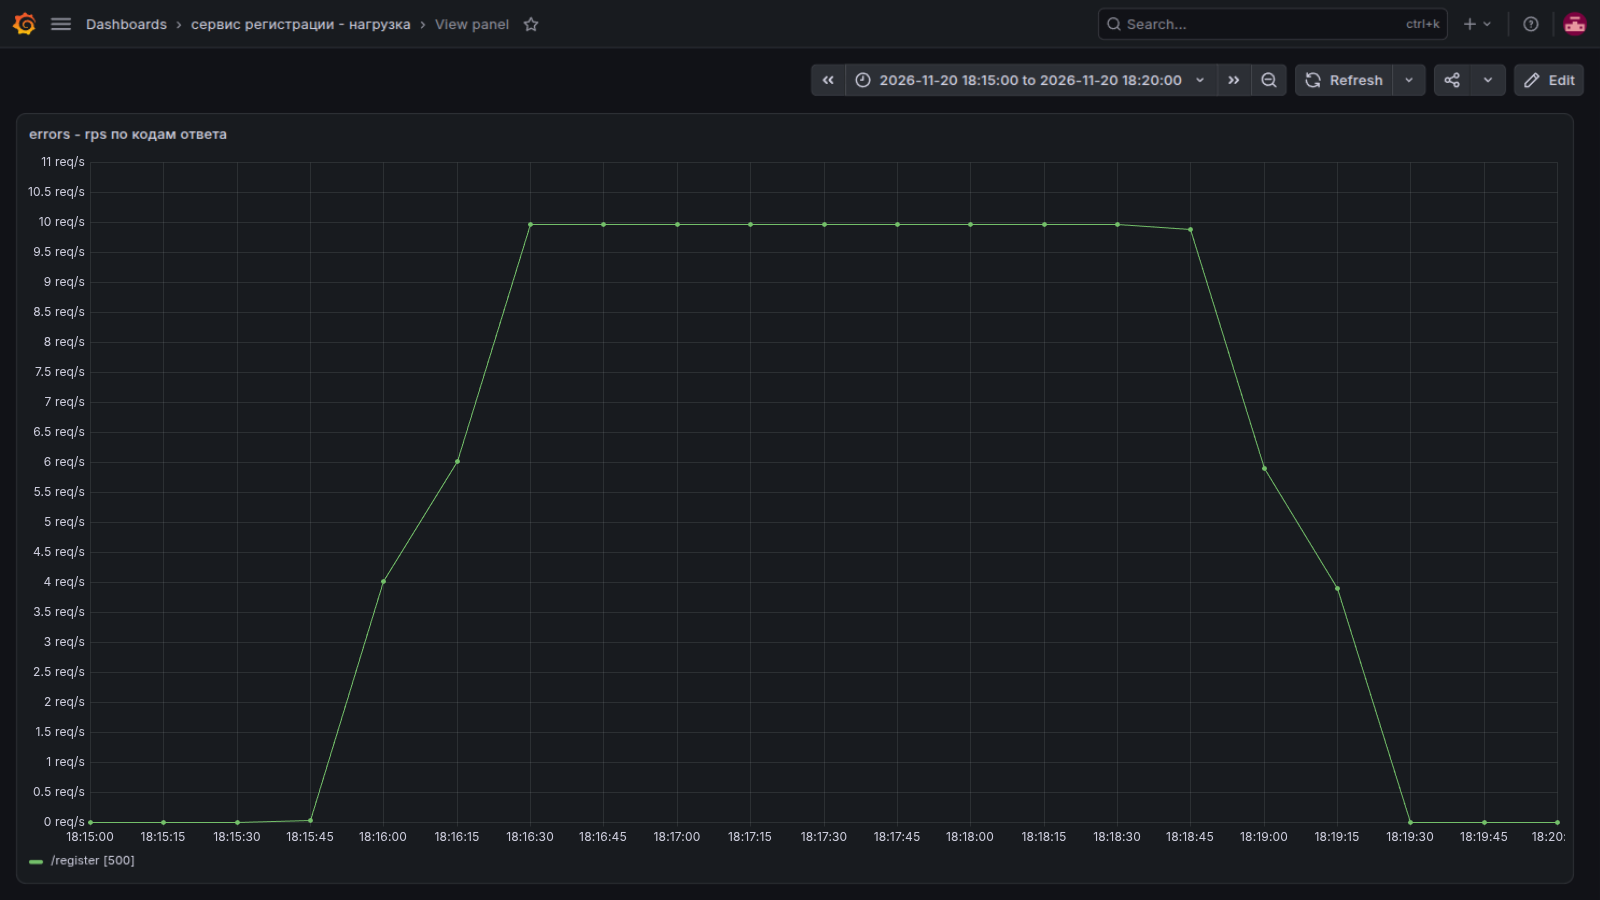 Dashboards › сервис регистрации - нагрузка › View panel
Search... ctrl+k
2026-11-20 18:15:00 to 2026-11-20 18:20:00 Refresh Edit
errors - rps по кодам ответа
11 req/s
10.5 req/s
10 req/s
9.5 req/s
9 req/s
8.5 req/s
8 req/s
7.5 req/s
7 req/s
6.5 req/s
6 req/s
5.5 req/s
5 req/s
4.5 req/s
4 req/s
3.5 req/s
3 req/s
2.5 req/s
2 req/s
1.5 req/s
1 req/s
0.5 req/s
0 req/s
18:15:00 18:15:15 18:15:30 18:15:45 18:16:00 18:16:15 18:16:30 18:16:45 18:17:00 18:17:15 18:17:30 18:17:45 18:18:00 18:18:15 18:18:30 18:18:45 18:19:00 18:19:15 18:19:30 18:19:45 18:20:
/register [500]